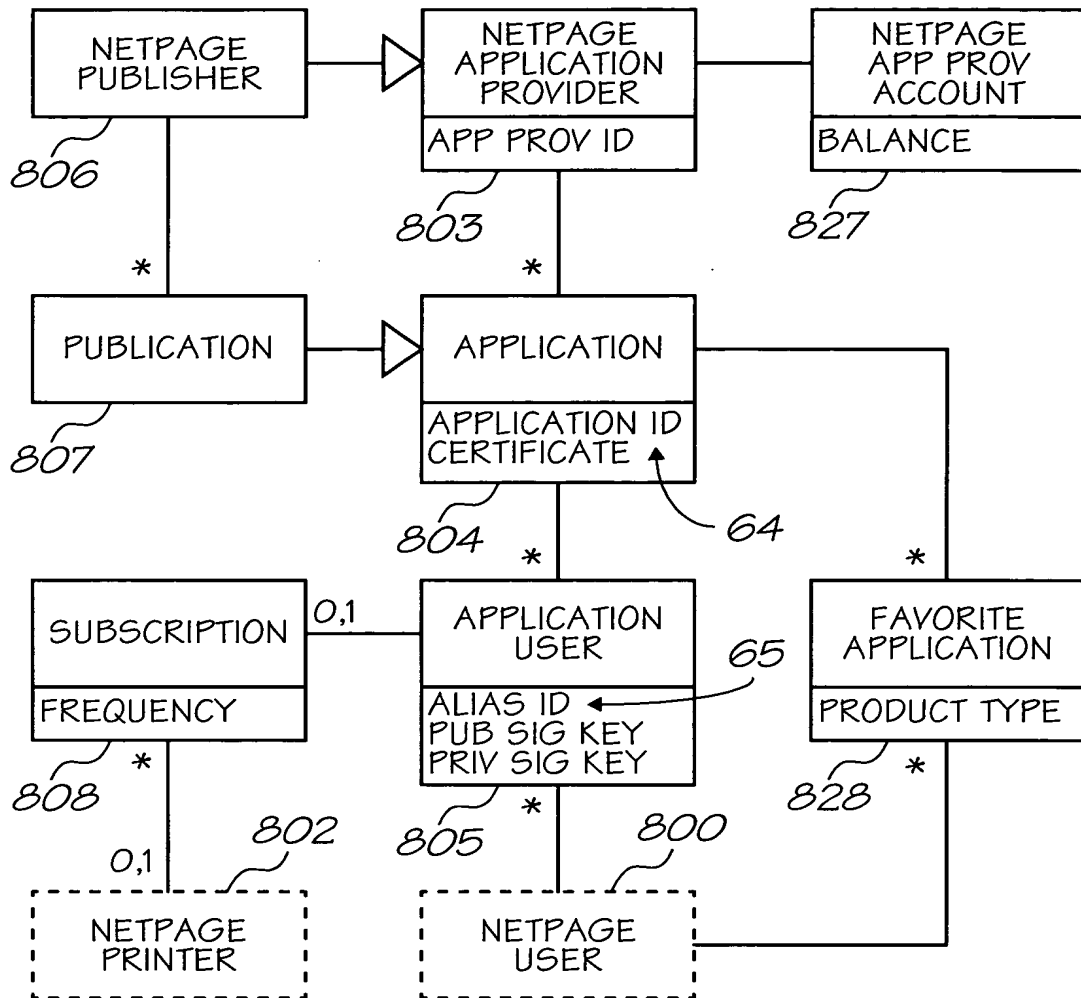 NETPAGE
PUBLISHER
NETPAGE
APPLICATION
PROVIDER
APP PROV ID
NETPAGE
APP PROV
ACCOUNT
BALANCE
806
803
827
*
*
PUBLICATION
APPLICATION
APPLICATION ID
CERTIFICATE
807
804
64
*
*
SUBSCRIPTION
FREQUENCY
0,1
APPLICATION
USER
ALIAS ID
PUB SIG KEY
PRIV SIG KEY
65
FAVORITE
APPLICATION
PRODUCT TYPE
808
*
805
*
828
*
802
800
0,1
NETPAGE
PRINTER
NETPAGE
USER